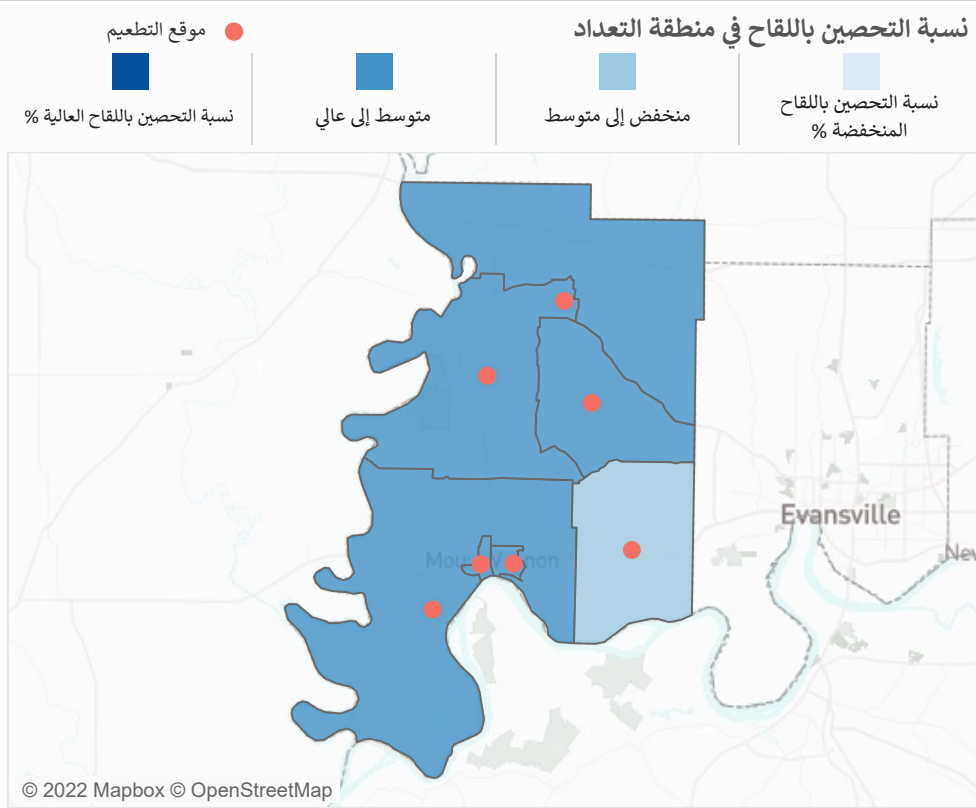 نسبة التحصين باللقاح في منطقة التعداد
موقع التطعيم
نسبة التحصين باللقاح
المنخفضة %
منخفض إلى متوسط
متوسط إلى عالي
نسبة التحصين باللقاح العالية %
Evansville
Mount Vernon
New
© 2022 Mapbox © OpenStreetMap